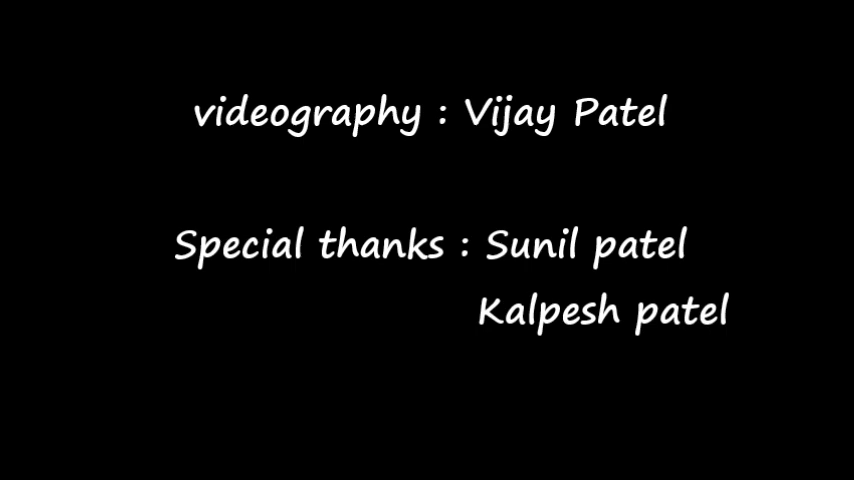 videography : Vijay Patel
Special thanks : Sunil patel
Kalpesh patel